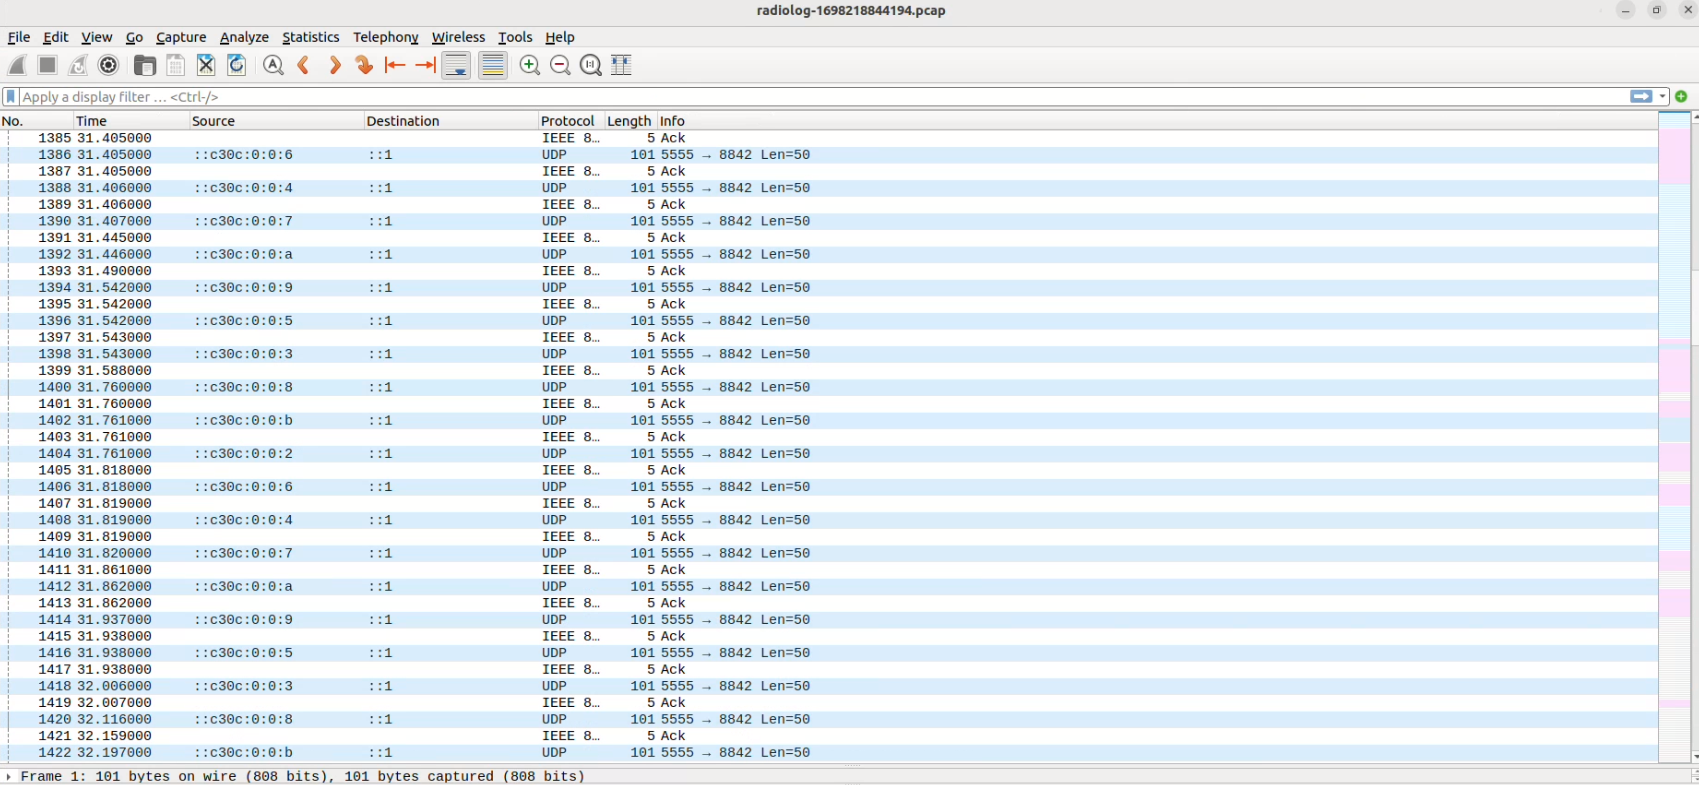 radiolog-1698218844194.pcap
File Edit View Go Capture Analyze Statistics Telephony Wireless Tools Help
Apply a display filter … <Ctrl-/>
No. Time Source Destination Protocol Length Info
1385 31.405000 IEEE 8… 5 Ack
1386 31.405000 ::c30c:0:0:6 ::1 UDP 101 5555 → 8842 Len=50
1387 31.405000 IEEE 8… 5 Ack
1388 31.406000 ::c30c:0:0:4 ::1 UDP 101 5555 → 8842 Len=50
1389 31.406000 IEEE 8… 5 Ack
1390 31.407000 ::c30c:0:0:7 ::1 UDP 101 5555 → 8842 Len=50
1391 31.445000 IEEE 8… 5 Ack
1392 31.446000 ::c30c:0:0:a ::1 UDP 101 5555 → 8842 Len=50
1393 31.490000 IEEE 8… 5 Ack
1394 31.542000 ::c30c:0:0:9 ::1 UDP 101 5555 → 8842 Len=50
1395 31.542000 IEEE 8… 5 Ack
1396 31.542000 ::c30c:0:0:5 ::1 UDP 101 5555 → 8842 Len=50
1397 31.543000 IEEE 8… 5 Ack
1398 31.543000 ::c30c:0:0:3 ::1 UDP 101 5555 → 8842 Len=50
1399 31.588000 IEEE 8… 5 Ack
1400 31.760000 ::c30c:0:0:8 ::1 UDP 101 5555 → 8842 Len=50
1401 31.760000 IEEE 8… 5 Ack
1402 31.761000 ::c30c:0:0:b ::1 UDP 101 5555 → 8842 Len=50
1403 31.761000 IEEE 8… 5 Ack
1404 31.761000 ::c30c:0:0:2 ::1 UDP 101 5555 → 8842 Len=50
1405 31.818000 IEEE 8… 5 Ack
1406 31.818000 ::c30c:0:0:6 ::1 UDP 101 5555 → 8842 Len=50
1407 31.819000 IEEE 8… 5 Ack
1408 31.819000 ::c30c:0:0:4 ::1 UDP 101 5555 → 8842 Len=50
1409 31.819000 IEEE 8… 5 Ack
1410 31.820000 ::c30c:0:0:7 ::1 UDP 101 5555 → 8842 Len=50
1411 31.861000 IEEE 8… 5 Ack
1412 31.862000 ::c30c:0:0:a ::1 UDP 101 5555 → 8842 Len=50
1413 31.862000 IEEE 8… 5 Ack
1414 31.937000 ::c30c:0:0:9 ::1 UDP 101 5555 → 8842 Len=50
1415 31.938000 IEEE 8… 5 Ack
1416 31.938000 ::c30c:0:0:5 ::1 UDP 101 5555 → 8842 Len=50
1417 31.938000 IEEE 8… 5 Ack
1418 32.006000 ::c30c:0:0:3 ::1 UDP 101 5555 → 8842 Len=50
1419 32.007000 IEEE 8… 5 Ack
1420 32.116000 ::c30c:0:0:8 ::1 UDP 101 5555 → 8842 Len=50
1421 32.159000 IEEE 8… 5 Ack
1422 32.197000 ::c30c:0:0:b ::1 UDP 101 5555 → 8842 Len=50
Frame 1: 101 bytes on wire (808 bits), 101 bytes captured (808 bits)